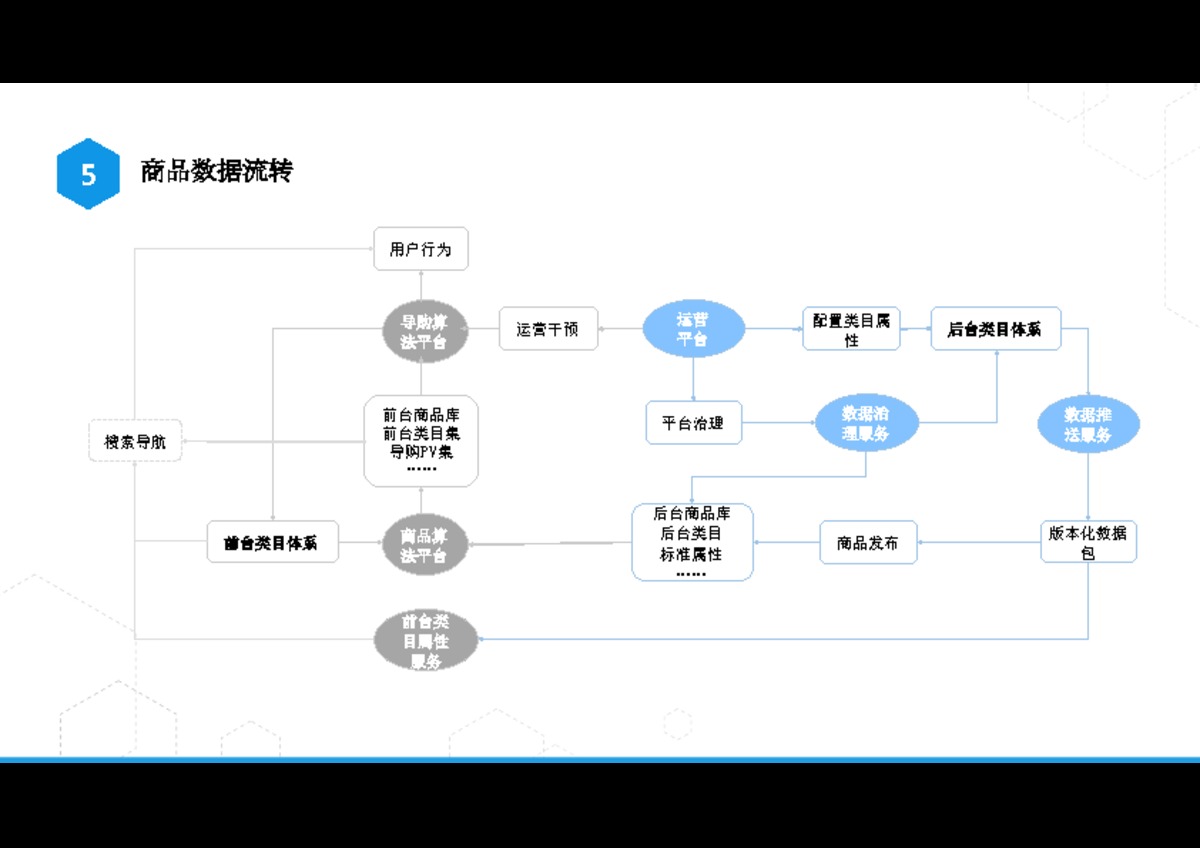 5
商品数据流转
用户行为
导购算
法平台
运营干预
运营
平台
配置类目属
性
后台类目体系
前台商品库
前台类目集
导购PV集
······
平台治理
数据治
理服务
数据推
送服务
搜索导航
前台类目体系
商品算
法平台
后台商品库
后台类目
标准属性
······
商品发布
版本化数据
包
前台类
目属性
服务